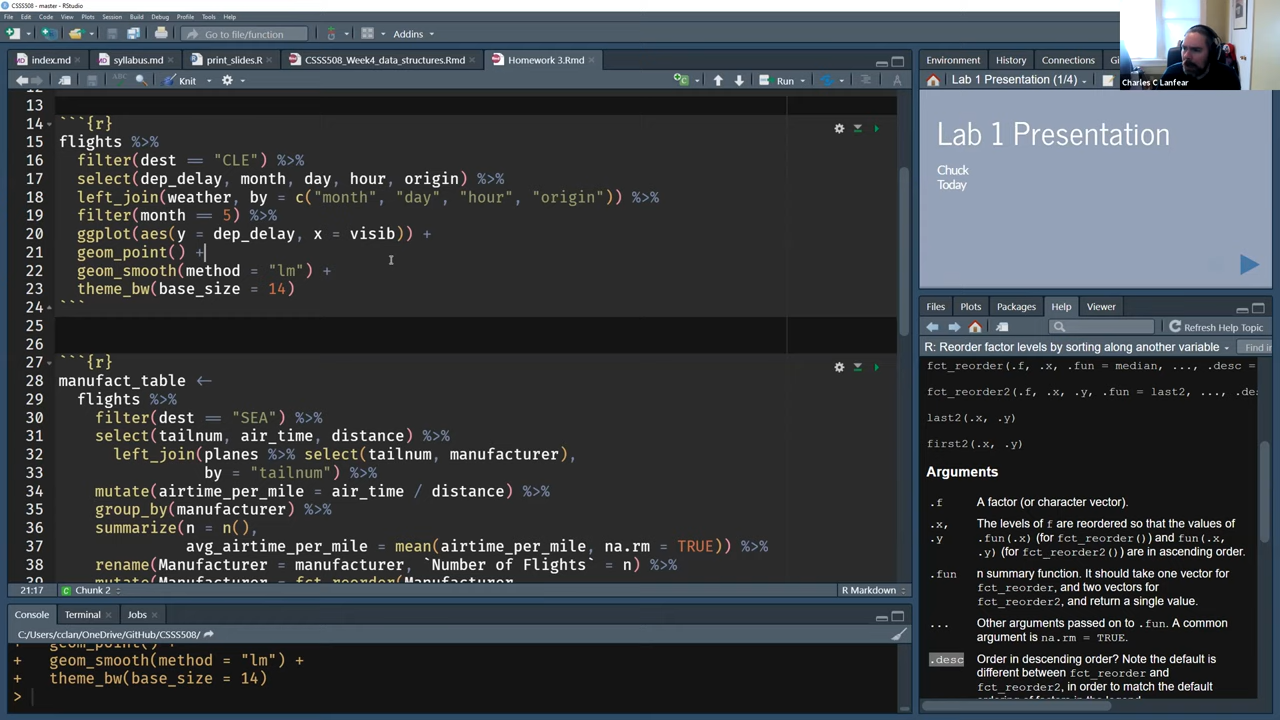 CSSS508 - master - RStudio
File Edit Code View Plots Session Build Debug Profile Tools Help
Go to file/function
Addins
index.md
syllabus.md
print_slides.R
CSSS508_Week4_data_structures.Rmd
Homework 3.Rmd
Knit
Run
13
14 ```{r}
15 flights %>%
16 filter(dest == "CLE") %>%
17 select(dep_delay, month, day, hour, origin) %>%
18 left_join(weather, by = c("month", "day", "hour", "origin")) %>%
19 filter(month == 5) %>%
20 ggplot(aes(y = dep_delay, x = visib)) +
21 geom_point() +
22 geom_smooth(method = "lm") +
23 theme_bw(base_size = 14)
24 ```
25
26
27 ```{r}
28 manufact_table <-
29 flights %>%
30 filter(dest == "SEA") %>%
31 select(tailnum, air_time, distance) %>%
32 left_join(planes %>% select(tailnum, manufacturer),
33 by = "tailnum") %>%
34 mutate(airtime_per_mile = air_time / distance) %>%
35 group_by(manufacturer) %>%
36 summarize(n = n(),
37 avg_airtime_per_mile = mean(airtime_per_mile, na.rm = TRUE)) %>%
38 rename(Manufacturer = manufacturer, `Number of Flights` = n) %>%
39 mutate(Manufacturer = fct_reorder(Manufacturer,
21:17
Chunk 2
R Markdown
Console Terminal Jobs
C:/Users/cclan/OneDrive/GitHub/CSSS508/
+ geom_point() +
+ geom_smooth(method = "lm") +
+ theme_bw(base_size = 14)
>
Environment History Connections
Lab 1 Presentation (1/4)
Charles C Lanfear
Lab 1 Presentation
Chuck
Today
Files Plots Packages Help Viewer
Refresh Help Topic
R: Reorder factor levels by sorting along another variable
Find in
fct_reorder(.f, .x, .fun = median, ..., .desc =
fct_reorder2(.f, .x, .y, .fun = last2, ...,
last2(.x, .y)
first2(.x, .y)
Arguments
.f A factor (or character vector).
.x, The levels of f are reordered so that the values of
.y .fun(.x) (for fct_reorder()) and fun(.x,
.y) (for fct_reorder2()) are in ascending order.
.fun n summary function. It should take one vector for
fct_reorder, and two vectors for
fct_reorder2, and return a single value.
... Other arguments passed on to .fun. A common
argument is na.rm = TRUE.
.desc Order in descending order? Note the default is
different between fct_reorder and
fct_reorder2, in order to match the default